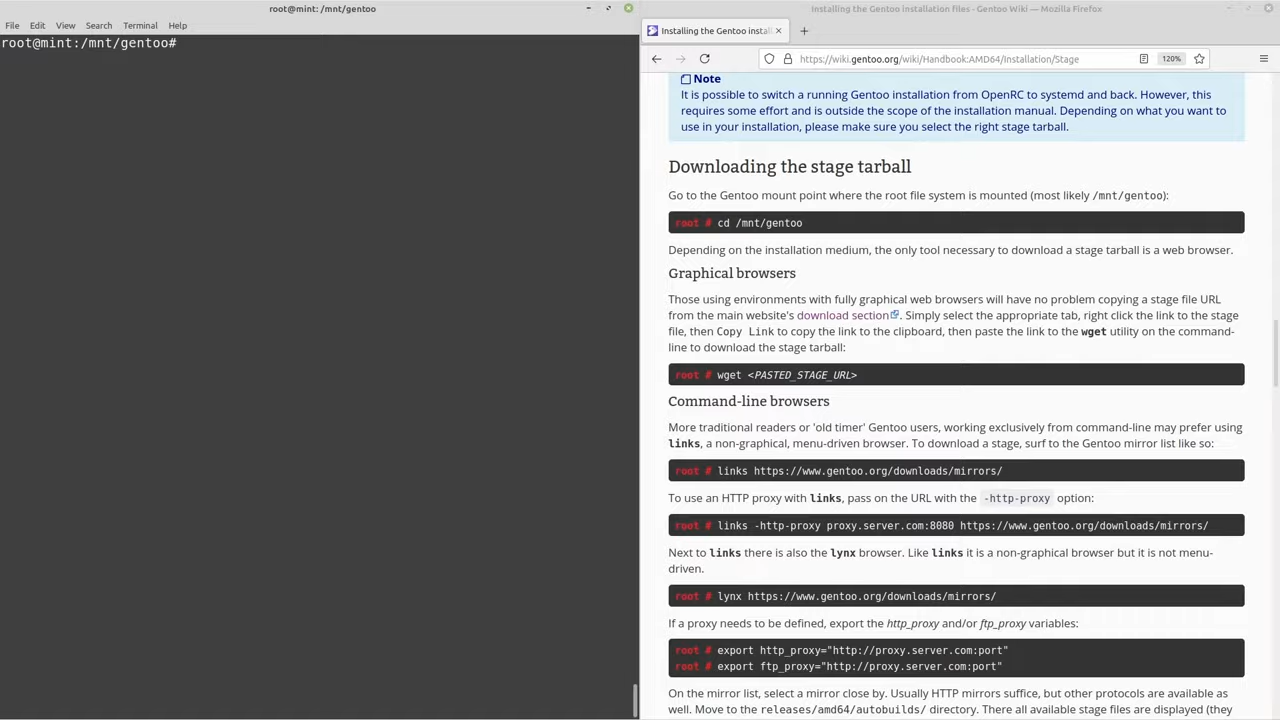 root@mint: /mnt/gentoo
File Edit View Search Terminal Help
root@mint:/mnt/gentoo#
Installing the Gentoo installation files - Gentoo Wiki — Mozilla Firefox
Installing the Gentoo instal
https://wiki.gentoo.org/wiki/Handbook:AMD64/Installation/Stage
120%
Note
It is possible to switch a running Gentoo installation from OpenRC to systemd and back. However, this
requires some effort and is outside the scope of the installation manual. Depending on what you want to
use in your installation, please make sure you select the right stage tarball.
Downloading the stage tarball
Go to the Gentoo mount point where the root file system is mounted (most likely /mnt/gentoo):
root # cd /mnt/gentoo
Depending on the installation medium, the only tool necessary to download a stage tarball is a web browser.
Graphical browsers
Those using environments with fully graphical web browsers will have no problem copying a stage file URL
from the main website's download section. Simply select the appropriate tab, right click the link to the stage
file, then Copy Link to copy the link to the clipboard, then paste the link to the wget utility on the command-
line to download the stage tarball:
root # wget <PASTED_STAGE_URL>
Command-line browsers
More traditional readers or 'old timer' Gentoo users, working exclusively from command-line may prefer using
links, a non-graphical, menu-driven browser. To download a stage, surf to the Gentoo mirror list like so:
root # links https://www.gentoo.org/downloads/mirrors/
To use an HTTP proxy with links, pass on the URL with the -http-proxy option:
root # links -http-proxy proxy.server.com:8080 https://www.gentoo.org/downloads/mirrors/
Next to links there is also the lynx browser. Like links it is a non-graphical browser but it is not menu-
driven.
root # lynx https://www.gentoo.org/downloads/mirrors/
If a proxy needs to be defined, export the http_proxy and/or ftp_proxy variables:
root # export http_proxy="http://proxy.server.com:port"
root # export ftp_proxy="http://proxy.server.com:port"
On the mirror list, select a mirror close by. Usually HTTP mirrors suffice, but other protocols are available as
well. Move to the releases/amd64/autobuilds/ directory. There all available stage files are displayed (they